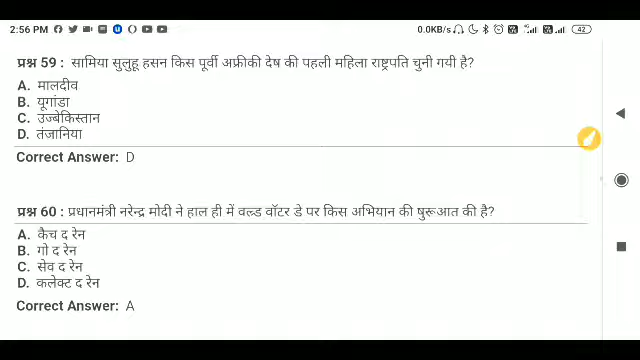 2:56 PM
0.0KB/s
42
प्रश्न 59 : सामिया सुलुहू हसन किस पूर्वी अफ्रीकी देष की पहली महिला राष्ट्रपति चुनी गयी है?
A. मालदीव
B. यूगांडा
C. उज्बेकिस्तान
D. तंजानिया
Correct Answer: D
प्रश्न 60 : प्रधानमंत्री नरेन्द्र मोदी ने हाल ही में वल्र्ड वॉटर डे पर किस अभियान की षुरूआत की है?
A. कैच द रेन
B. गो द रेन
C. सेव द रेन
D. कलेक्ट द रेन
Correct Answer: A